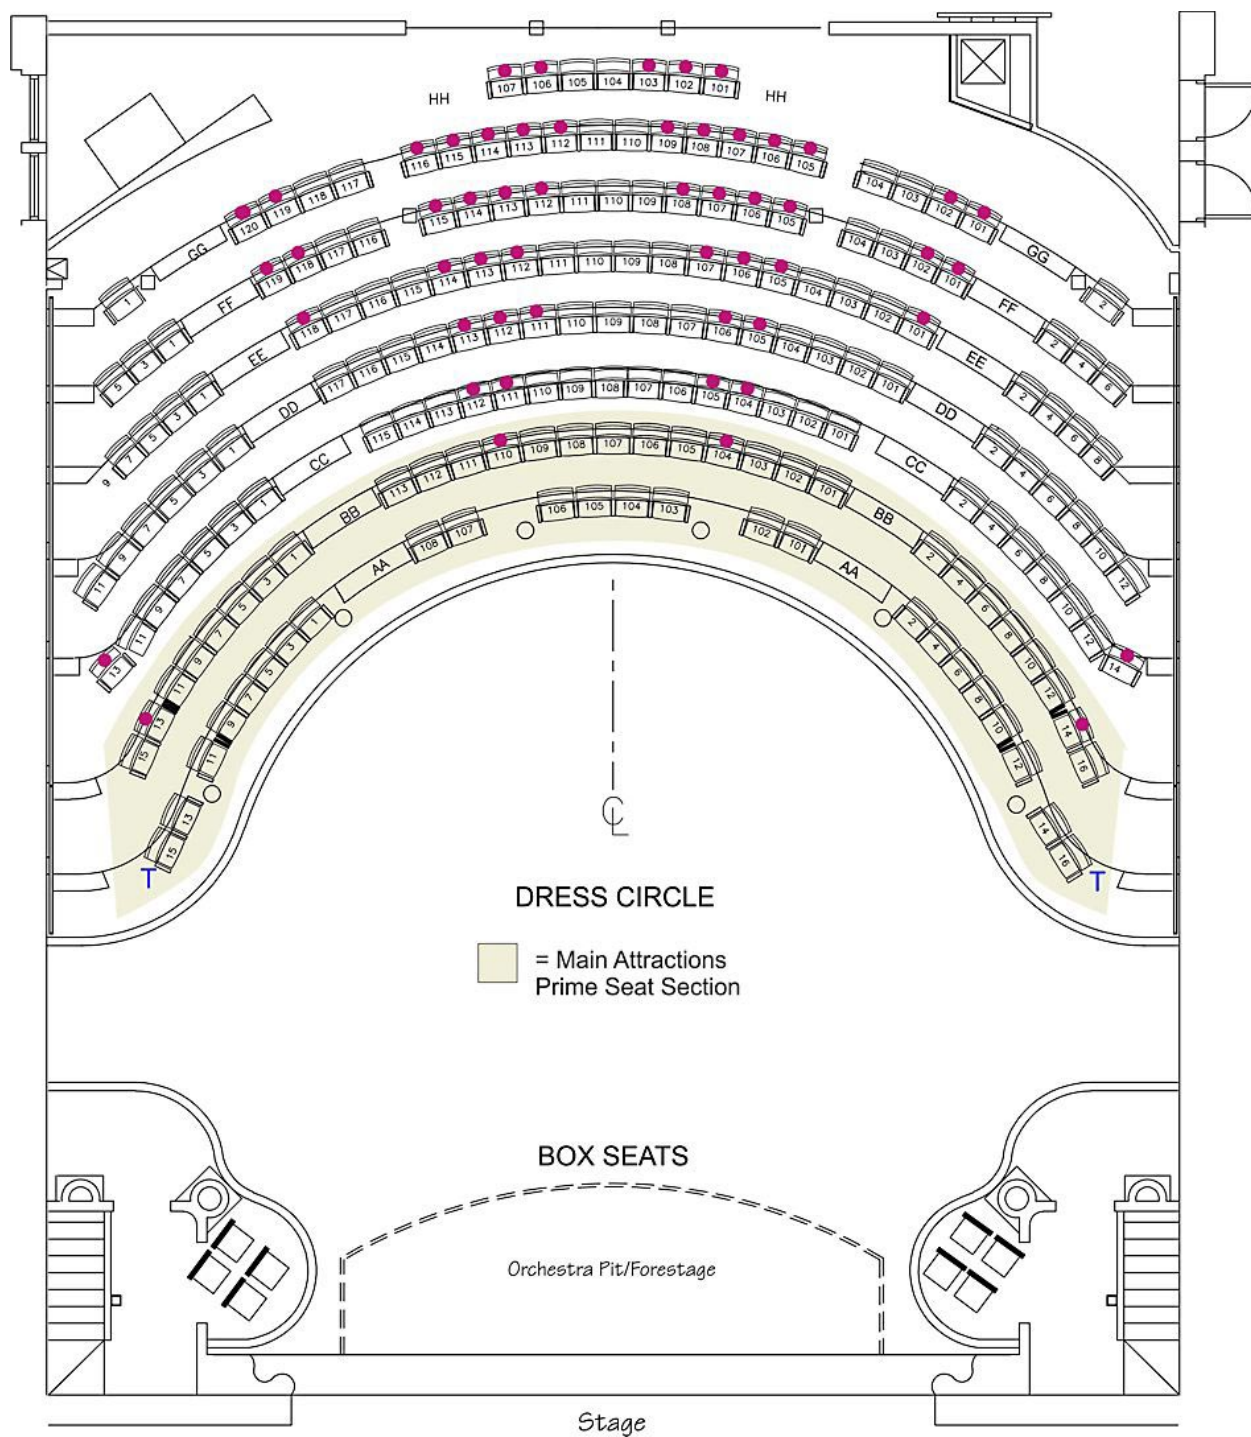 107 106 105 104 103 102 101
HH HH
1 GG 120 119 118 117 116 115 114 113 112 111 110 109 108 107 106 105 104 103 102 101 GG 2
5 3 1 FF 119 118 117 116 115 114 113 112 111 110 109 108 107 106 105 104 103 102 101 FF 2 4 6
9 7 5 3 1 EE 118 117 116 115 114 113 112 111 110 109 108 107 106 105 104 103 102 101 EE 2 4 6 8
11 9 7 5 3 1 DD 117 116 115 114 113 112 111 110 109 108 107 106 105 104 103 102 101 DD 2 4 6 8 10 12
13 11 9 7 5 3 1 CC 115 114 113 112 111 110 109 108 107 106 105 104 103 102 101 CC 2 4 6 8 10 12 14
15 13 11 9 7 5 3 1 BB 113 112 111 110 109 108 107 106 105 104 103 102 101 BB 2 4 6 8 10 12 14 16
15 13 11 9 7 5 3 1 AA 108 107 106 105 104 103 102 101 AA 2 4 6 8 10 12 14 16
CL
T T
DRESS CIRCLE
= Main Attractions
Prime Seat Section
BOX SEATS
Orchestra Pit/Forestage
Stage